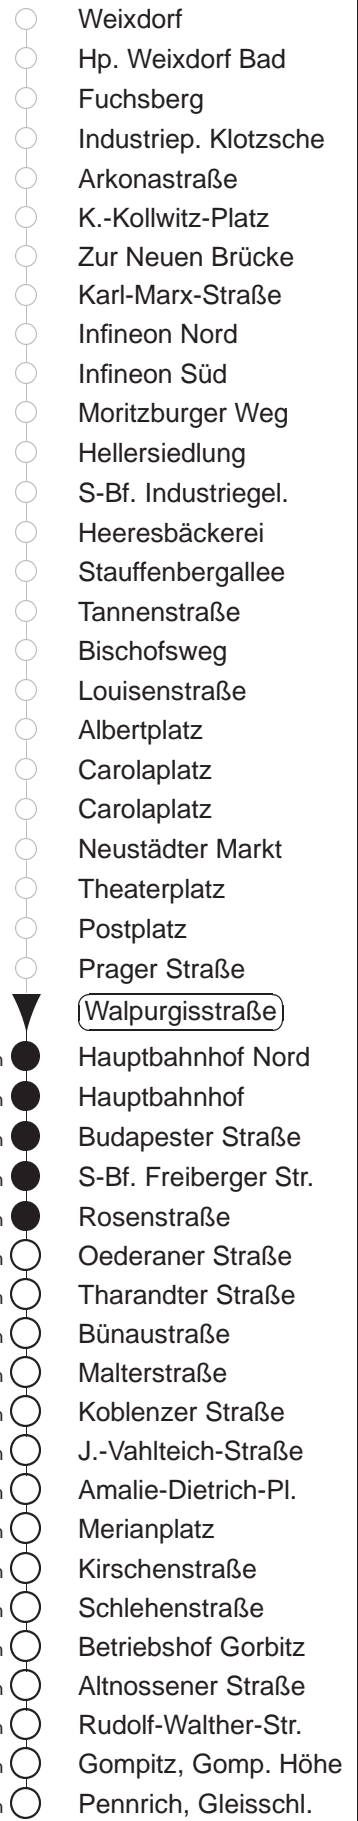 Weixdorf
Hp. Weixdorf Bad
Fuchsberg
Industriep. Klotzsche
Arkonastraße
K.-Kollwitz-Platz
Zur Neuen Brücke
Karl-Marx-Straße
Infineon Nord
Infineon Süd
Moritzburger Weg
Hellersiedlung
S-Bf. Industriegel.
Heeresbäckerei
Stauffenbergallee
Tannenstraße
Bischofsweg
Louisenstraße
Albertplatz
Carolaplatz
Carolaplatz
Neustädter Markt
Theaterplatz
Postplatz
Prager Straße
Walpurgisstraße
Hauptbahnhof Nord
Hauptbahnhof
Budapester Straße
S-Bf. Freiberger Str.
Rosenstraße
Oederaner Straße
Tharandter Straße
Bünaustraße
Malterstraße
Koblenzer Straße
J.-Vahlteich-Straße
Amalie-Dietrich-Pl.
Merianplatz
Kirschenstraße
Schlehenstraße
Betriebshof Gorbitz
Altnossener Straße
Rudolf-Walther-Str.
Gompitz, Gomp. Höhe
Pennrich, Gleisschl.